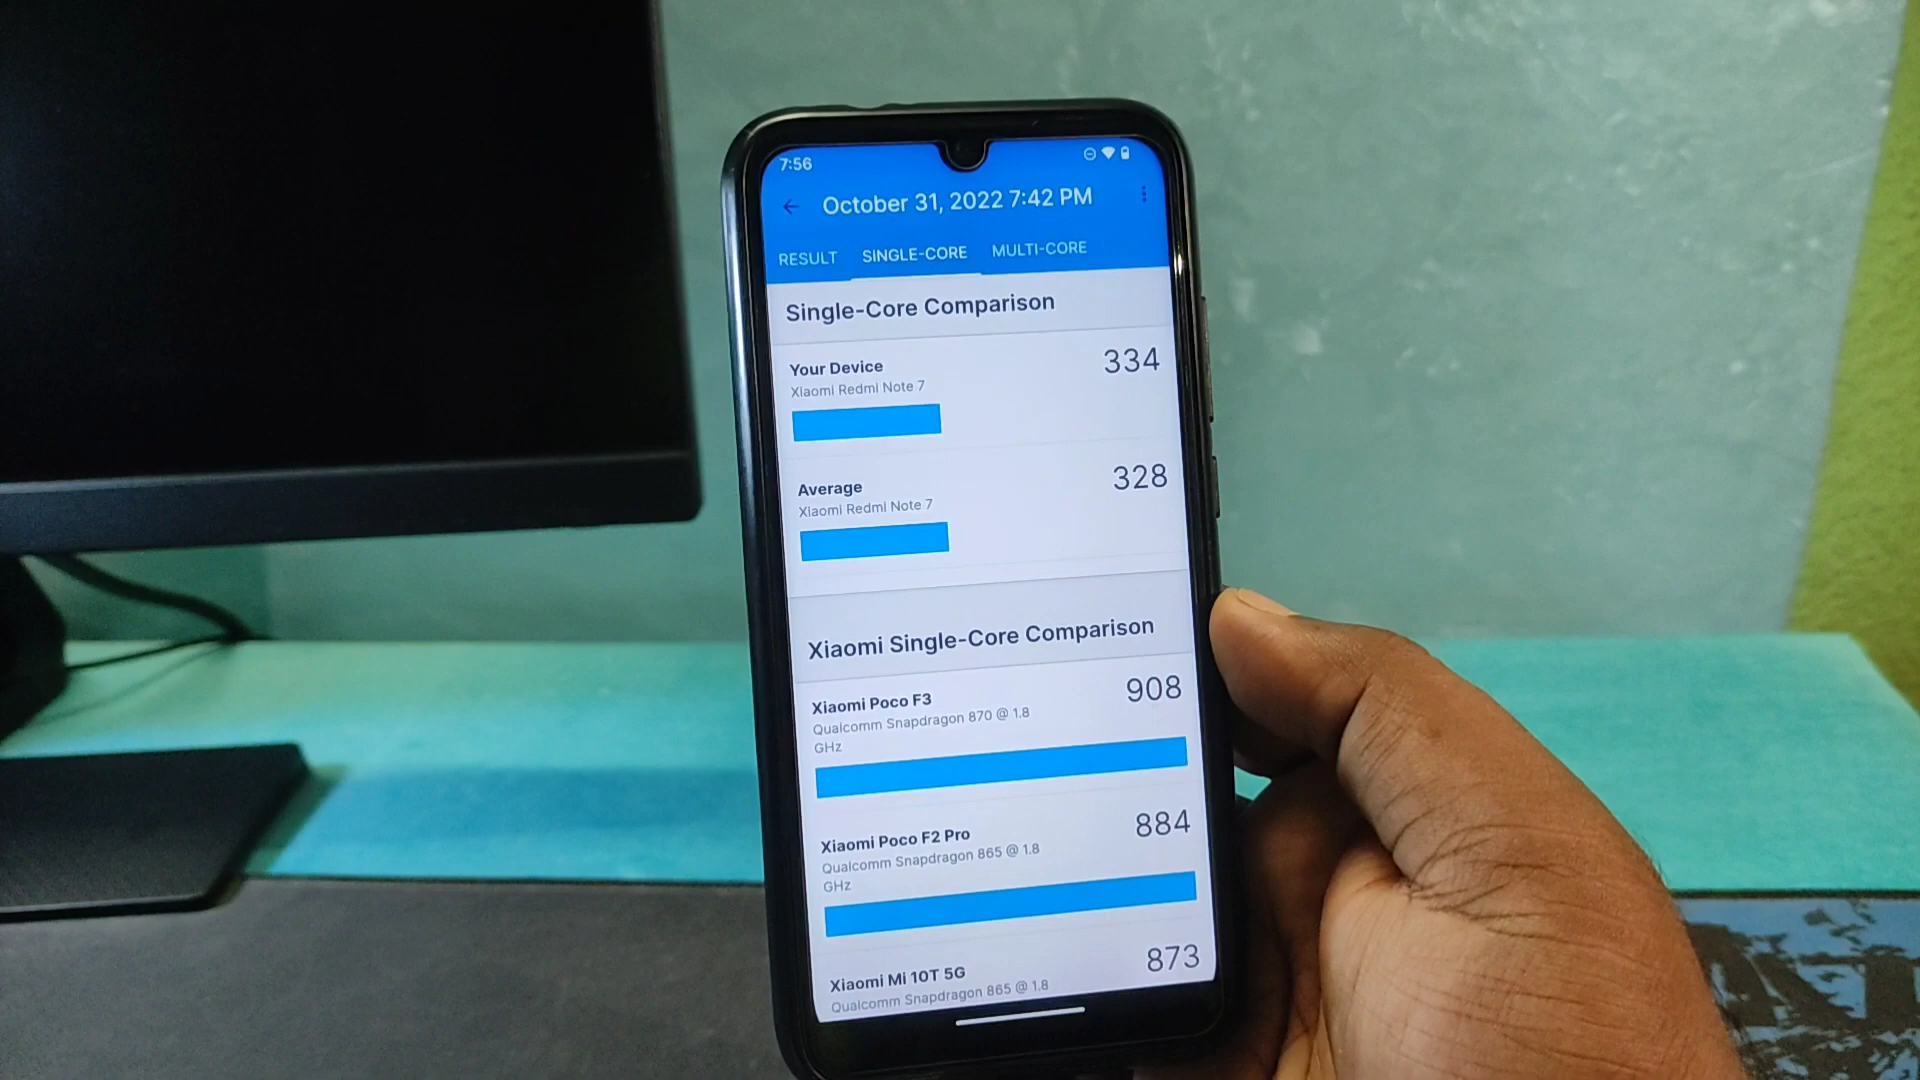 7:56
October 31, 2022 7:42 PM
RESULT SINGLE-CORE MULTI-CORE
Single-Core Comparison
Your Device 334
Xiaomi Redmi Note 7
Average 328
Xiaomi Redmi Note 7
Xiaomi Single-Core Comparison
Xiaomi Poco F3 908
Qualcomm Snapdragon 870 @ 1.8
GHz
Xiaomi Poco F2 Pro 884
Qualcomm Snapdragon 865 @ 1.8
GHz
Xiaomi Mi 10T 5G 873
Qualcomm Snapdragon 865 @ 1.8